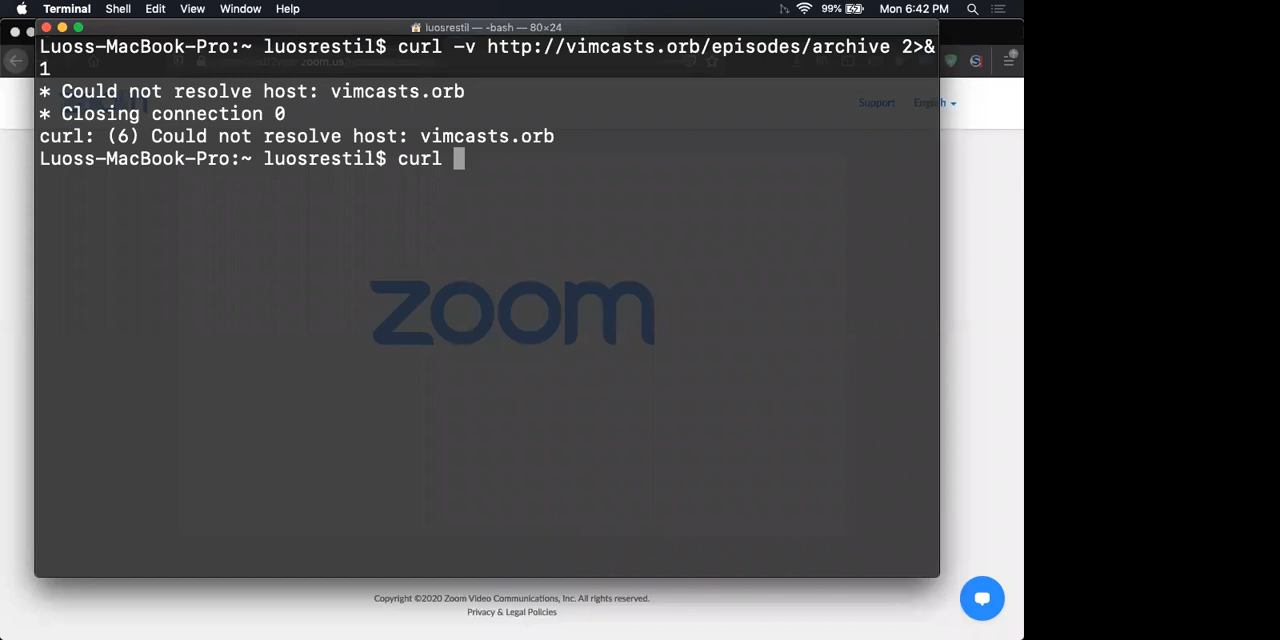 Terminal Shell Edit View Window Help 99% Mon 6:42 PM
luosrestil — -bash — 80×24
Luoss-MacBook-Pro:~ luosrestil$ curl -v http://vimcasts.orb/episodes/archive 2>&
1
* Could not resolve host: vimcasts.orb
* Closing connection 0
curl: (6) Could not resolve host: vimcasts.orb
Luoss-MacBook-Pro:~ luosrestil$ curl
Support English
zoom
Copyright ©2020 Zoom Video Communications, Inc. All rights reserved.
Privacy & Legal Policies